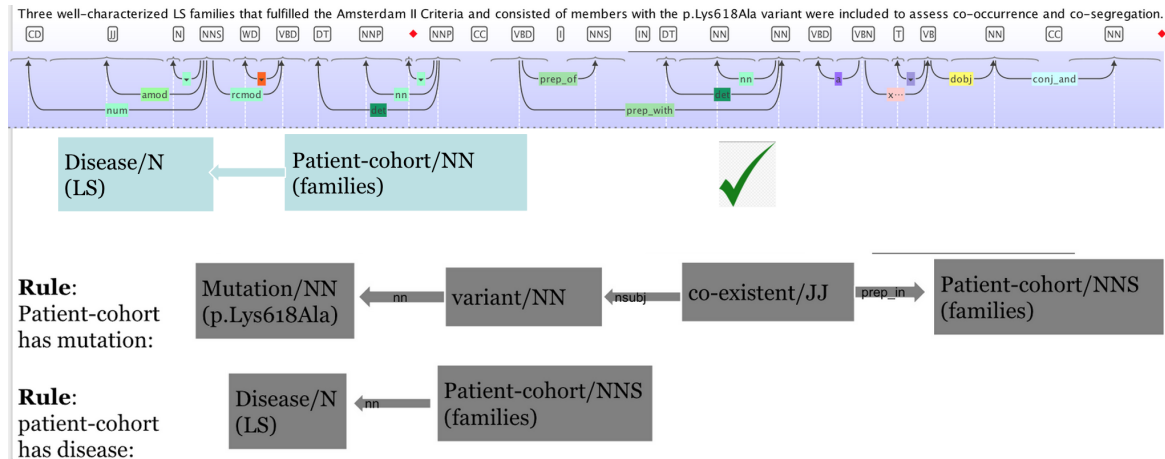 Three well-characterized LS families that fulfilled the Amsterdam II Criteria and consisted of members with the p.Lys618Ala variant were included to assess co-occurrence and co-segregation.
CD JJ N NNS WD VBD DT NNP NNP CC VBD I NNS IN DT NN NN VBD VBN T VB NN CC NN
prep_of nn a dobj conj_and
amod rcmod nn det x...
num det prep_with
Disease/N
(LS)
Patient-cohort/NN
(families)
Rule:
Patient-cohort
has mutation:
Mutation/NN
(p.Lys618Ala)
nn
variant/NN
nsubj
co-existent/JJ
prep_in
Patient-cohort/NNS
(families)
Rule:
patient-cohort
has disease:
Disease/N
(LS)
nn
Patient-cohort/NNS
(families)